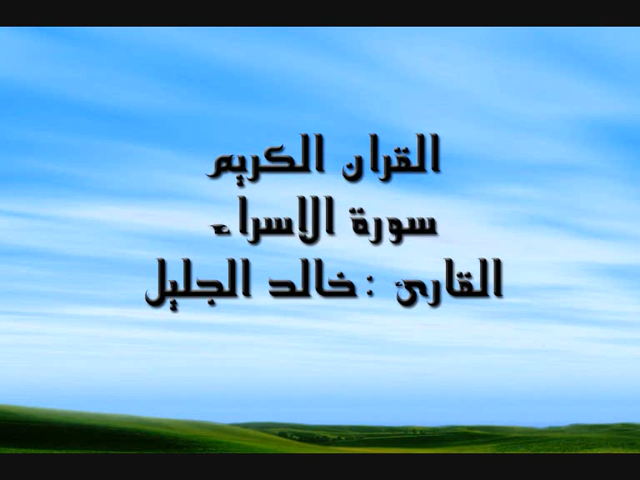 القران الكريم
سورة الاسراء
القارئ : خالد الجليل